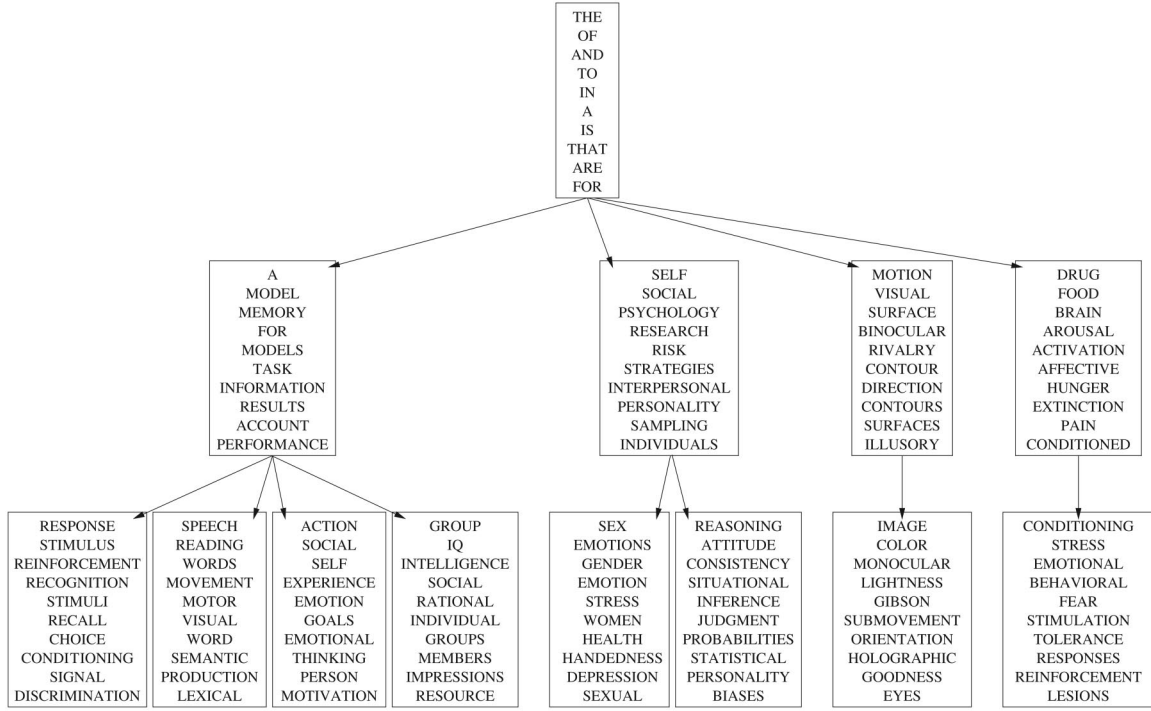 THE
OF
AND
TO
IN
A
IS
THAT
ARE
FOR
A
MODEL
MEMORY
FOR
MODELS
TASK
INFORMATION
RESULTS
ACCOUNT
PERFORMANCE
SELF
SOCIAL
PSYCHOLOGY
RESEARCH
RISK
STRATEGIES
INTERPERSONAL
PERSONALITY
SAMPLING
INDIVIDUALS
MOTION
VISUAL
SURFACE
BINOCULAR
RIVALRY
CONTOUR
DIRECTION
CONTOURS
SURFACES
ILLUSORY
DRUG
FOOD
BRAIN
AROUSAL
ACTIVATION
AFFECTIVE
HUNGER
EXTINCTION
PAIN
CONDITIONED
RESPONSE
STIMULUS
REINFORCEMENT
RECOGNITION
STIMULI
RECALL
CHOICE
CONDITIONING
SIGNAL
DISCRIMINATION
SPEECH
READING
WORDS
MOVEMENT
MOTOR
VISUAL
WORD
SEMANTIC
PRODUCTION
LEXICAL
ACTION
SOCIAL
SELF
EXPERIENCE
EMOTION
GOALS
EMOTIONAL
THINKING
PERSON
MOTIVATION
GROUP
IQ
INTELLIGENCE
SOCIAL
RATIONAL
INDIVIDUAL
GROUPS
MEMBERS
IMPRESSIONS
RESOURCE
SEX
EMOTIONS
GENDER
EMOTION
STRESS
WOMEN
HEALTH
HANDEDNESS
DEPRESSION
SEXUAL
REASONING
ATTITUDE
CONSISTENCY
SITUATIONAL
INFERENCE
JUDGMENT
PROBABILITIES
STATISTICAL
PERSONALITY
BIASES
IMAGE
COLOR
MONOCULAR
LIGHTNESS
GIBSON
SUBMOVEMENT
ORIENTATION
HOLOGRAPHIC
GOODNESS
EYES
CONDITIONING
STRESS
EMOTIONAL
BEHAVIORAL
FEAR
STIMULATION
TOLERANCE
RESPONSES
REINFORCEMENT
LESIONS